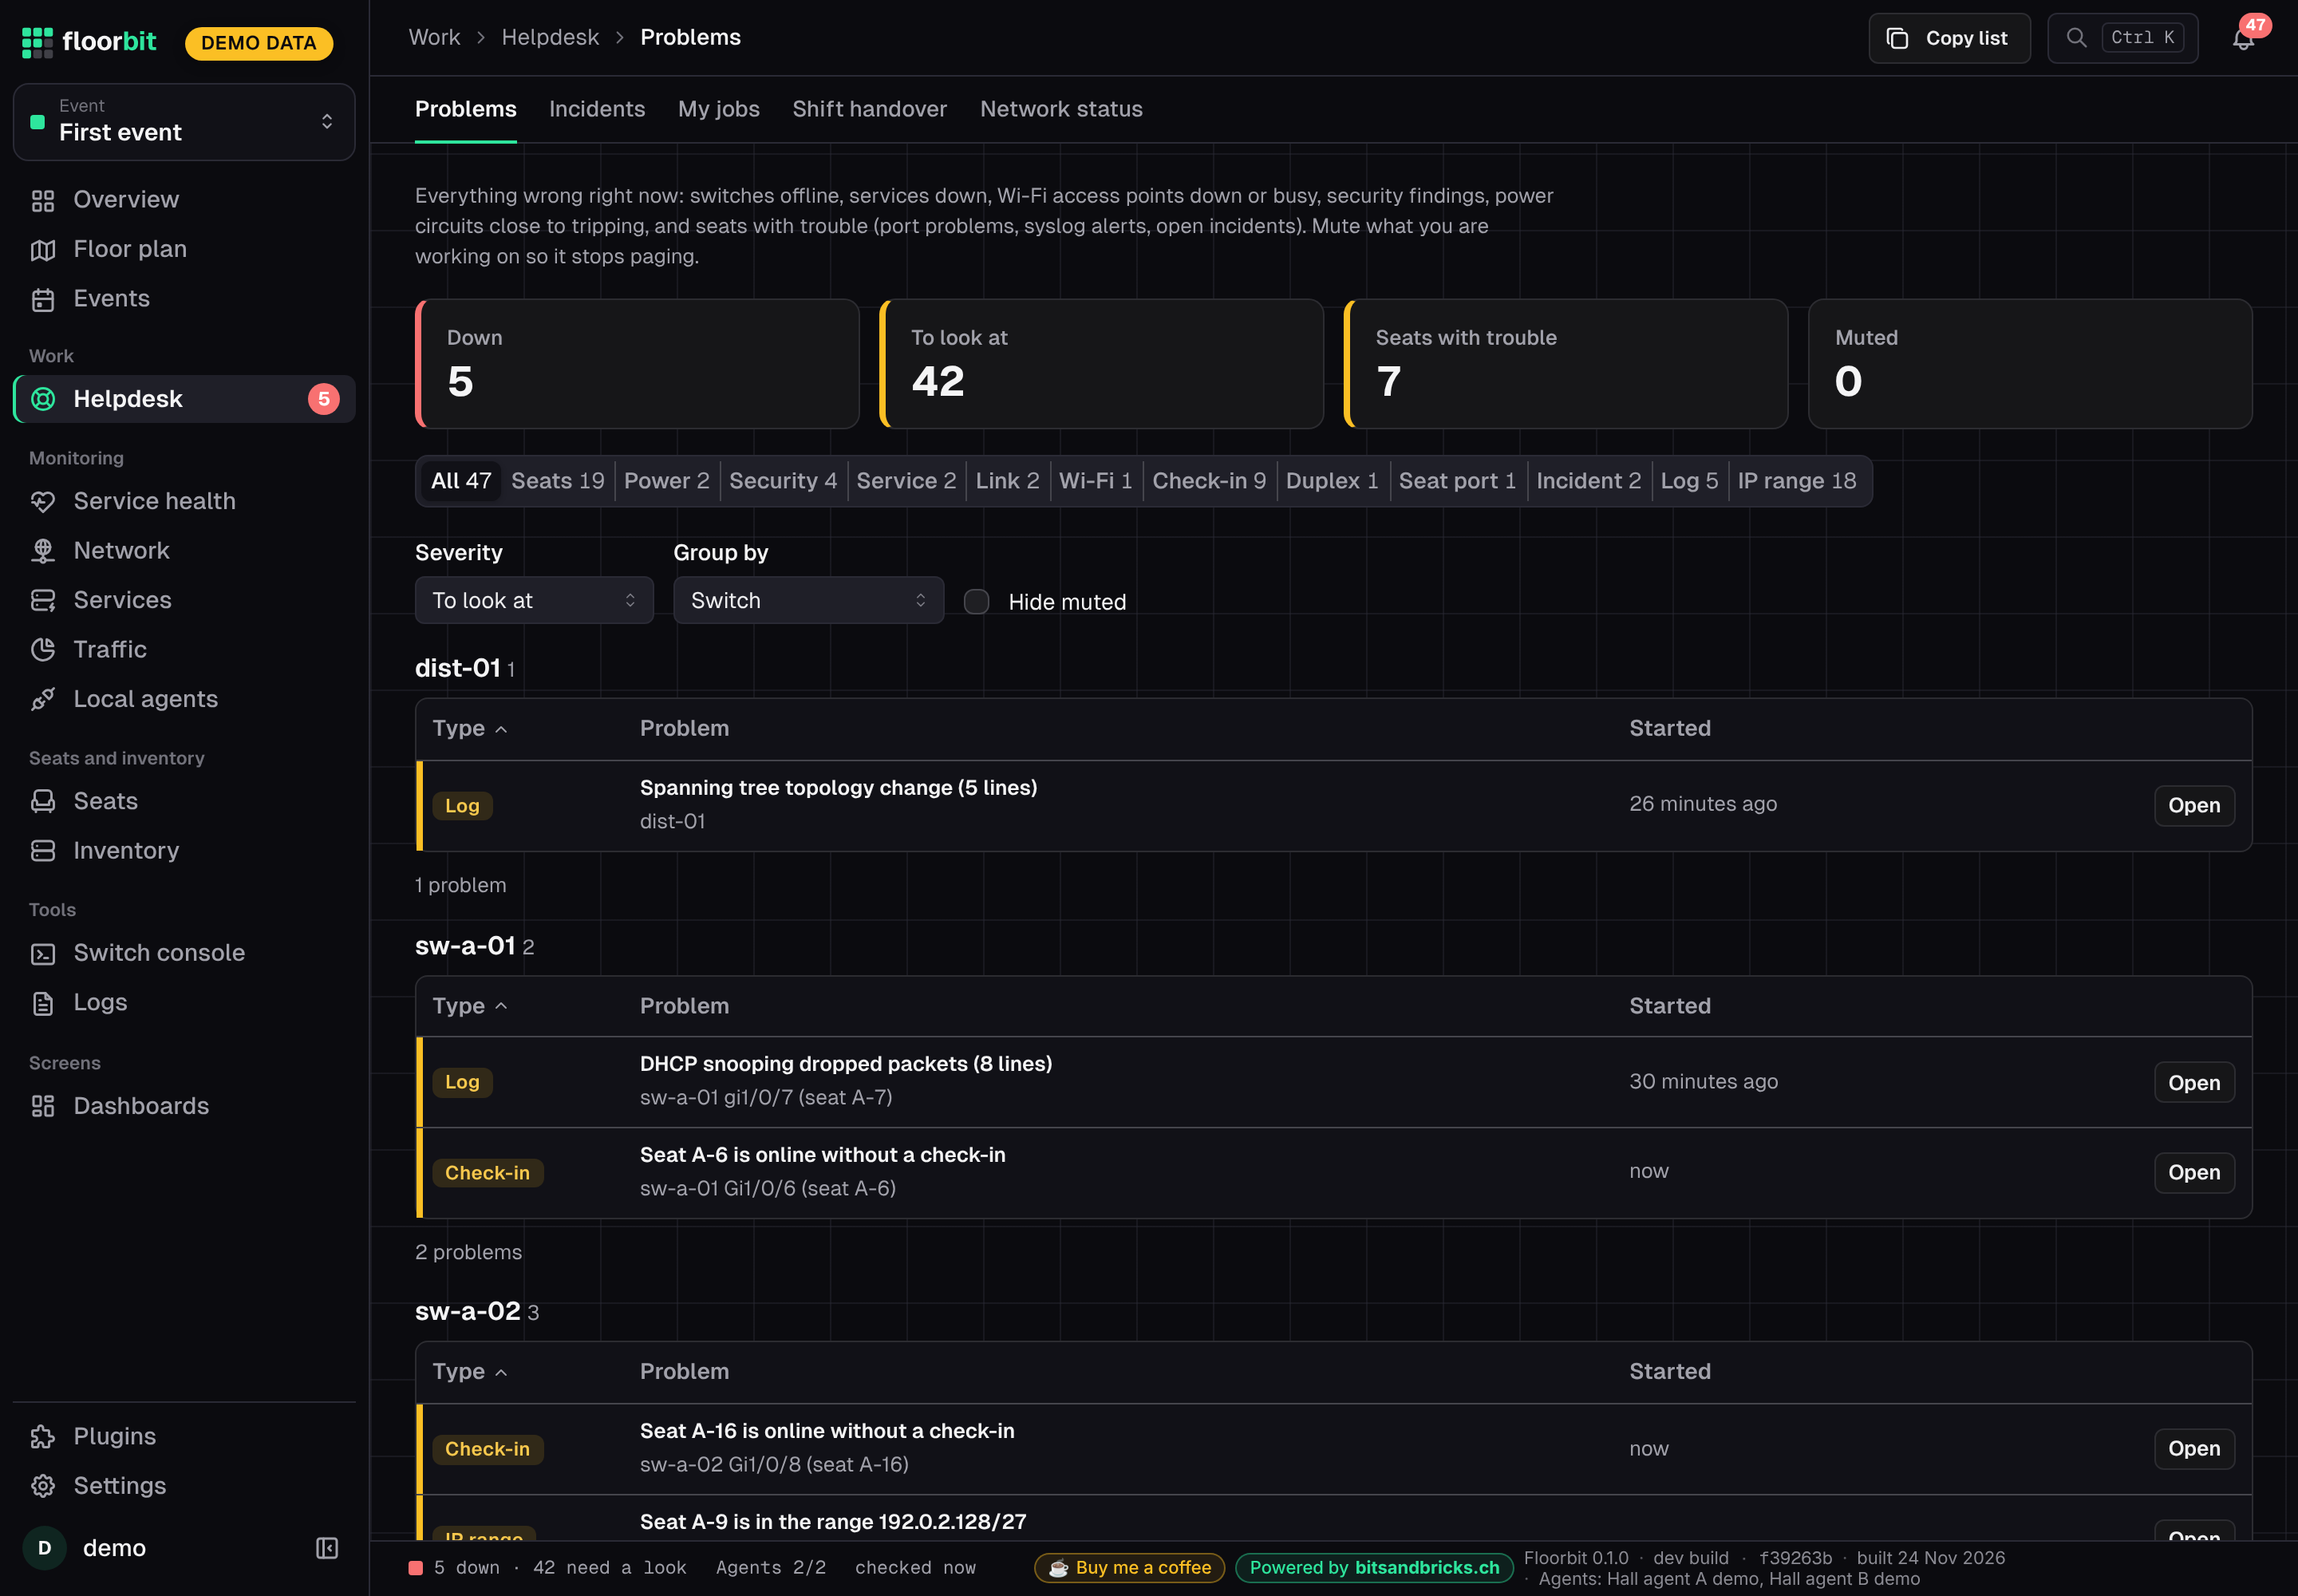 floorbit
DEMO DATA
Event
First event
Overview
Floor plan
Events
Work
Helpdesk
5
Monitoring
Service health
Network
Services
Traffic
Local agents
Seats and inventory
Seats
Inventory
Tools
Switch console
Logs
Screens
Dashboards
Plugins
Settings
D
demo
Work > Helpdesk > Problems
Copy list
Ctrl K
47
Problems
Incidents
My jobs
Shift handover
Network status
Everything wrong right now: switches offline, services down, Wi-Fi access points down or busy, security findings, power
circuits close to tripping, and seats with trouble (port problems, syslog alerts, open incidents). Mute what you are
working on so it stops paging.
Down
5
To look at
42
Seats with trouble
7
Muted
0
All 47
Seats 19
Power 2
Security 4
Service 2
Link 2
Wi-Fi 1
Check-in 9
Duplex 1
Seat port 1
Incident 2
Log 5
IP range 18
Severity
To look at
Group by
Switch
Hide muted
dist-01 1
Type
Problem
Started
Log
Spanning tree topology change (5 lines)
dist-01
26 minutes ago
Open
1 problem
sw-a-01 2
Type
Problem
Started
Log
DHCP snooping dropped packets (8 lines)
sw-a-01 gi1/0/7 (seat A-7)
30 minutes ago
Open
Check-in
Seat A-6 is online without a check-in
sw-a-01 Gi1/0/6 (seat A-6)
now
Open
2 problems
sw-a-02 3
Type
Problem
Started
Check-in
Seat A-16 is online without a check-in
sw-a-02 Gi1/0/8 (seat A-16)
now
Open
IP range
Seat A-9 is in the range 192.0.2.128/27
Open
5 down · 42 need a look
Agents 2/2
checked now
☕ Buy me a coffee
Powered by bitsandbricks.ch
Floorbit 0.1.0 · dev build · f39263b · built 24 Nov 2026
· Agents: Hall agent A demo, Hall agent B demo